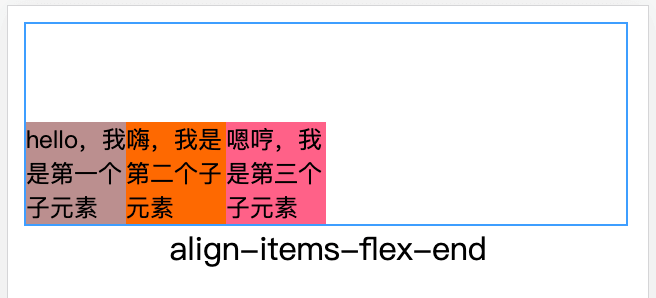 hello，我
是第一个
子元素
嗨，我是
第二个子
元素
嗯哼，我
是第三个
子元素
align-items-flex-end